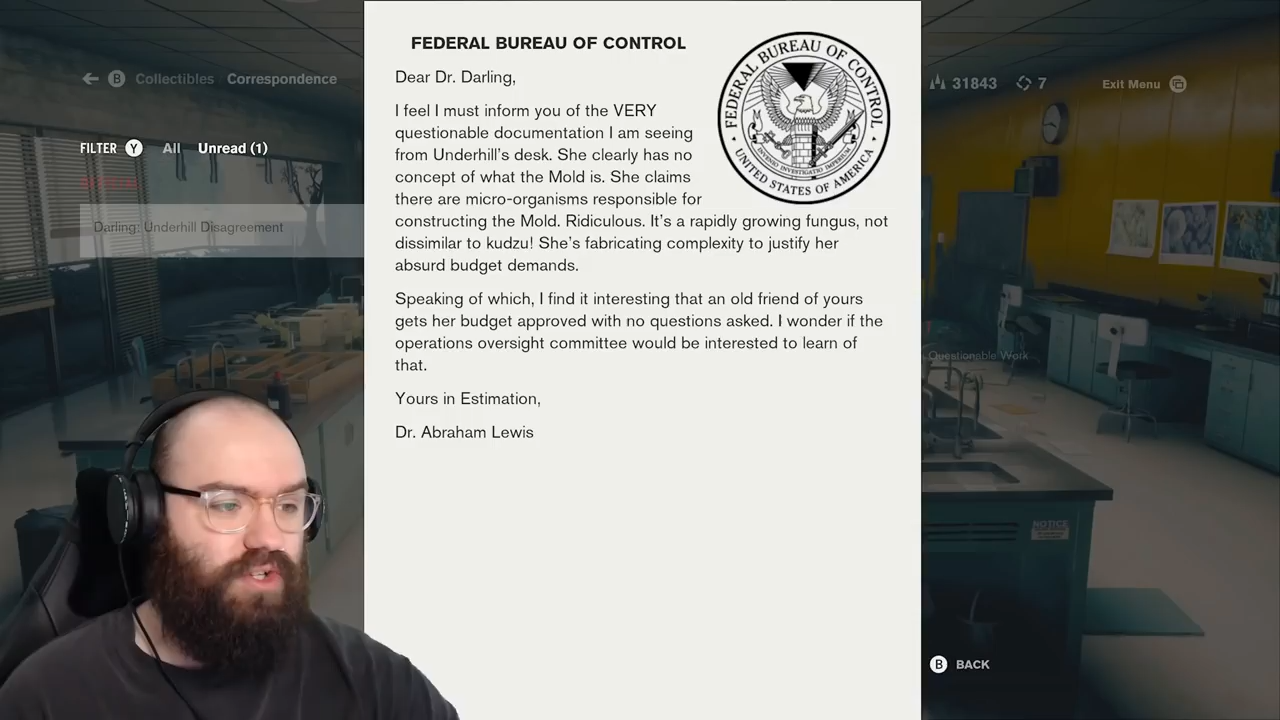 FEDERAL BUREAU OF CONTROL
Dear Dr. Darling,
I feel I must inform you of the VERY
questionable documentation I am seeing
from Underhill's desk. She clearly has no
concept of what the Mold is. She claims
there are micro-organisms responsible for
constructing the Mold. Ridiculous. It's a rapidly growing fungus, not
dissimilar to kudzu! She's fabricating complexity to justify her
absurd budget demands.
Speaking of which, I find it interesting that an old friend of yours
gets her budget approved with no questions asked. I wonder if the
operations oversight committee would be interested to learn of
that.
Yours in Estimation,
Dr. Abraham Lewis
FEDERAL BUREAU OF CONTROL
UNITED STATES OF AMERICA
B Collectibles Correspondence
FILTER Y All Unread (1)
Darling: Underhill Disagreement
31843 7 Exit Menu
Questionable Work
NOTICE
B BACK